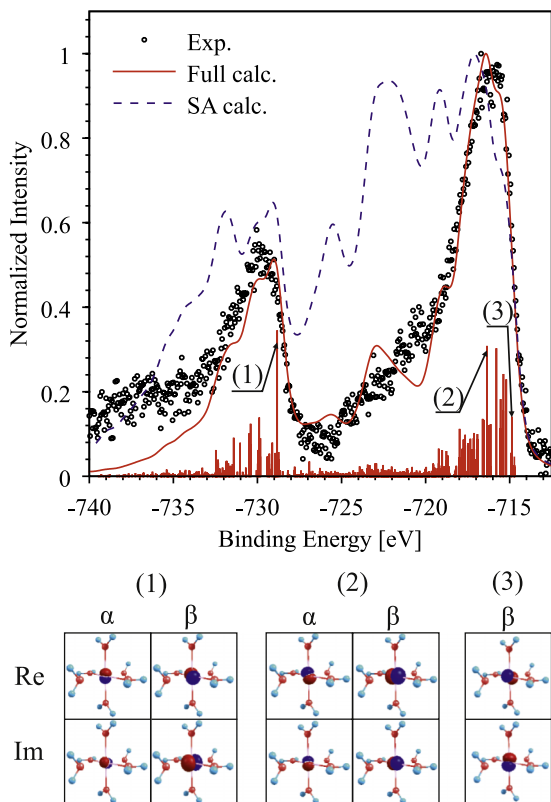 Exp.
Full calc.
SA calc.
Normalized Intensity
1
0.8
0.6
0.4
0.2
0
(1)
(2)
(3)
-740 -735 -730 -725 -720 -715
Binding Energy [eV]
(1) (2) (3)
α β α β β
Re
Im